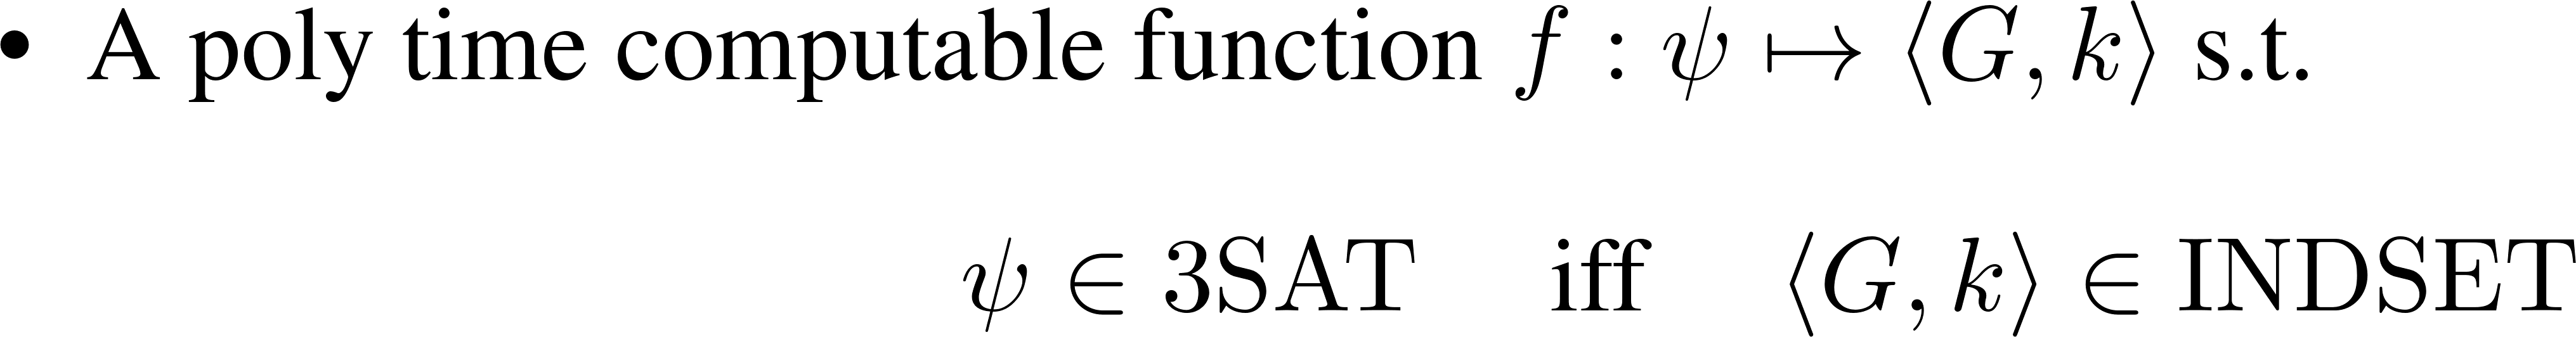 • A poly time computable function f : ψ ↦ ⟨G, k⟩ s.t.
ψ ∈ 3SAT iff ⟨G, k⟩ ∈ INDSET